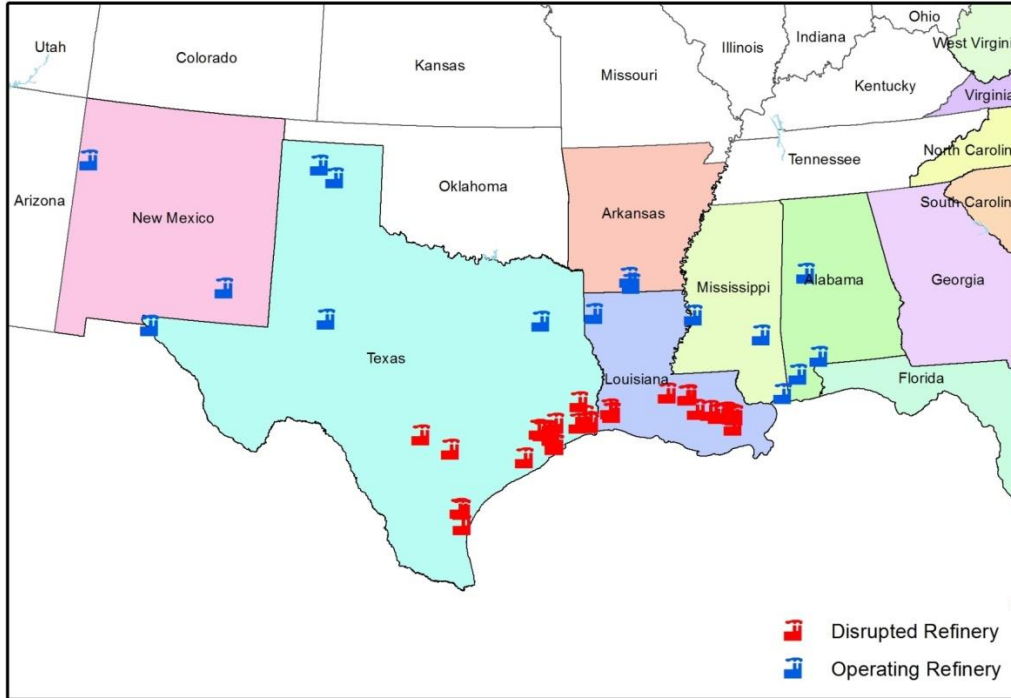 Ohio
Utah
Colorado
Kansas
Missouri
Illinois
Indiana
West Virgini
Kentucky
Virginia
Arizona
New Mexico
Oklahoma
Arkansas
Tennessee
North Carolin
South Carolin
Mississippi
Alabama
Georgia
Texas
Louisiana
Florida
Disrupted Refinery
Operating Refinery